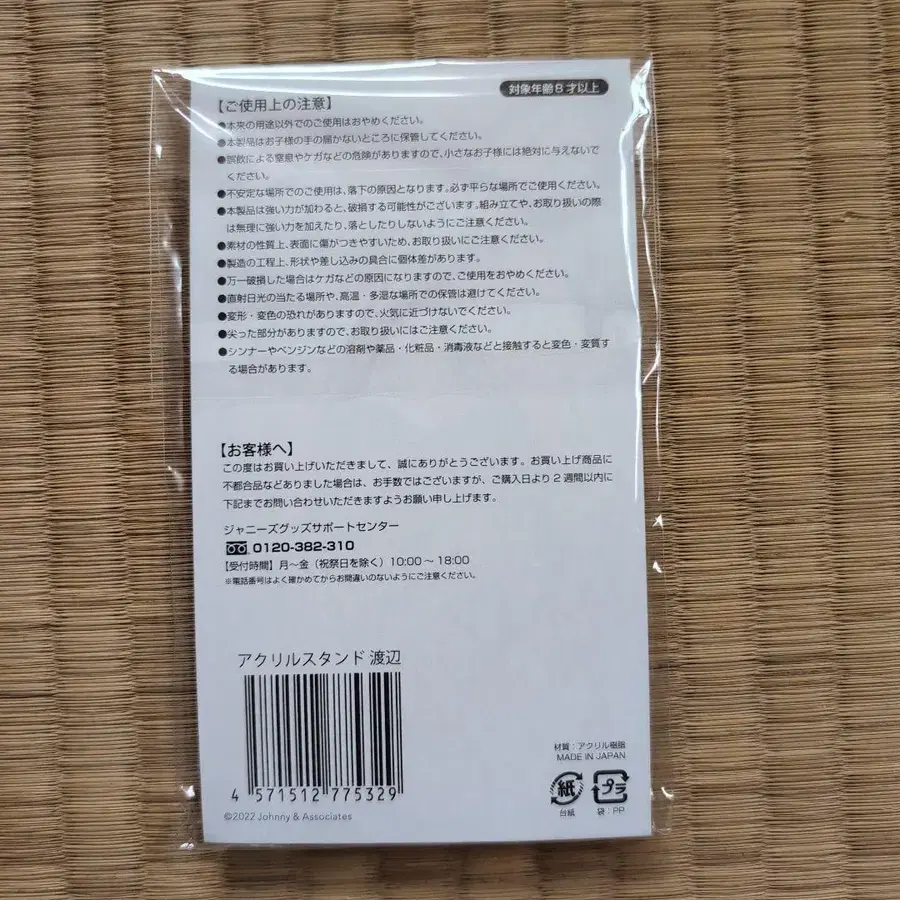 対象年齢8才以上
【ご使用上の注意】
●本来の用途以外でのご使用はおやめください。
●本製品はお子様の手の届かないところに保管してください。
●誤飲による窒息やケガなどの危険がありますので、小さなお子様には絶対に与えないで
ください。
●不安定な場所でのご使用は、落下の原因となります。必ず平らな場所でご使用ください。
●本製品は強い力が加わると、破損する可能性がございます。組み立てや、お取り扱いの際
は無理に強い力を加えたり、落としたりしないようにご注意ください。
●素材の性質上、表面に傷がつきやすいため、お取り扱いにご注意ください。
●製造の工程上、形状や差し込みの具合に個体差があります。
●万一破損した場合はケガなどの原因になりますので、ご使用をおやめください。
●直射日光の当たる場所や、高温・多湿な場所での保管は避けてください。
●変形・変色の恐れがありますので、火気に近づけないでください。
●尖った部分がありますので、お取り扱いにはご注意ください。
●シンナーやベンジンなどの溶剤や薬品・化粧品・消毒液などと接触すると変色・変質す
る場合があります。
【お客様へ】
この度はお買い上げいただきまして、誠にありがとうございます。お買い上げ商品に
不都合品などありました場合は、お手数ではございますが、ご購入日より2週間以内に
下記までお問い合わせいただきますようお願い申し上げます。
ジャニーズグッズサポートセンター
0120-382-310
【受付時間】月〜金（祝祭日を除く）10:00〜18:00
※電話番号はよく確かめてからお間違いのないようにご注意ください。
アクリルスタンド 渡辺
4 571512 775329
©2022 Johnny & Associates
材質：アクリル樹脂
MADE IN JAPAN
紙 プラ
台紙 袋：PP